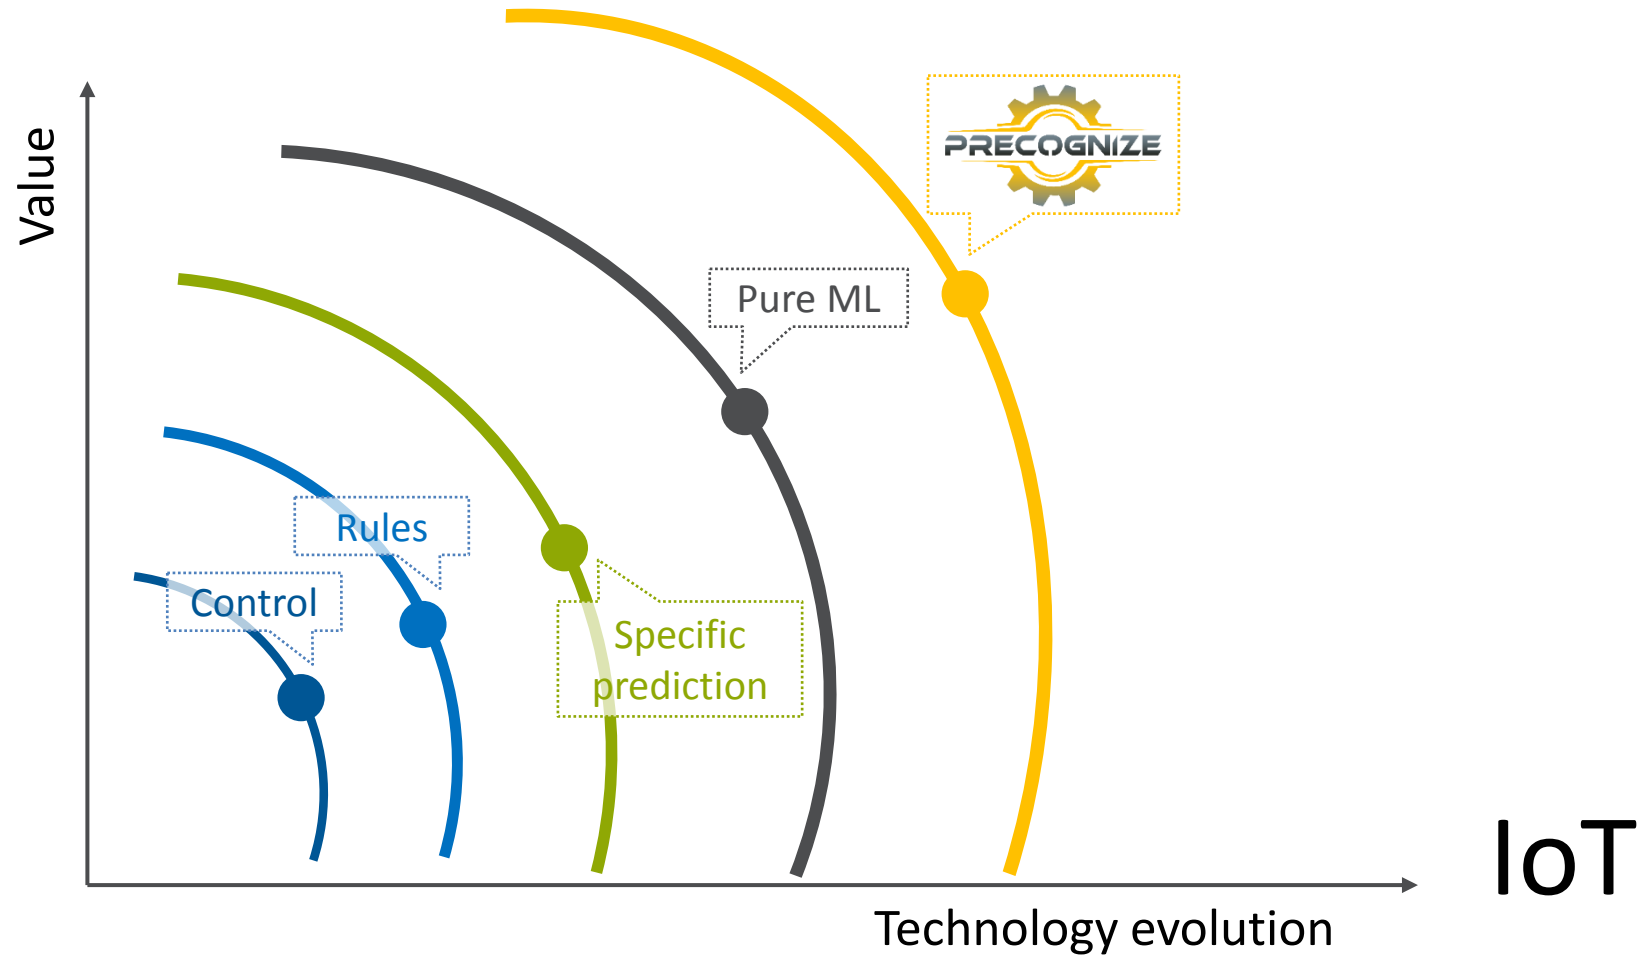 PRECOGNIZE
Value
Pure ML
Rules
Control
Specific
prediction
IoT
Technology evolution